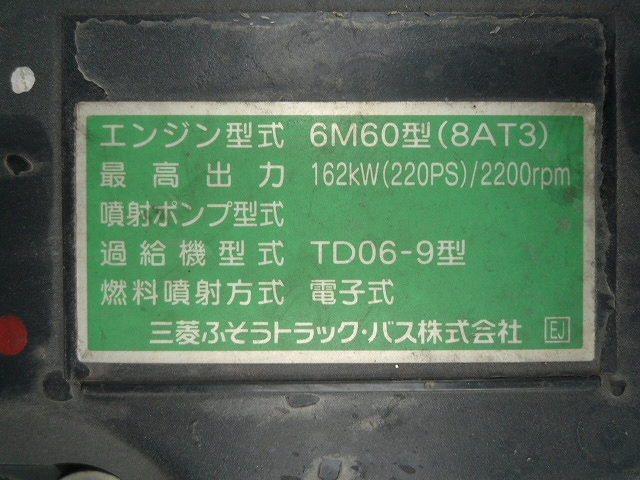 エンジン型式 6M60型(8AT3)
最高出力 162kW(220PS)/2200rpm
噴射ポンプ型式
過給機型式 TD06-9型
燃料噴射方式 電子式
三菱ふそうトラック・バス株式会社 EJ